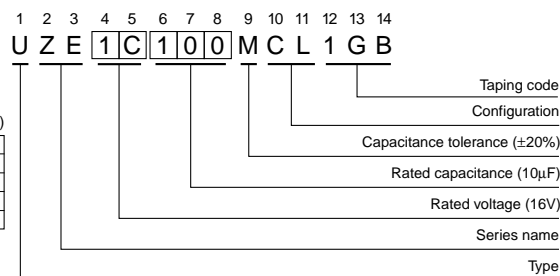 1 2 3 4 5 6 7 8 9 10 11 12 13 14
U Z E 1 C 1 0 0 M C L 1 G B
Taping code
Configuration
)
Capacitance tolerance (±20%)
Rated capacitance (10µF)
Rated voltage (16V)
Series name
Type